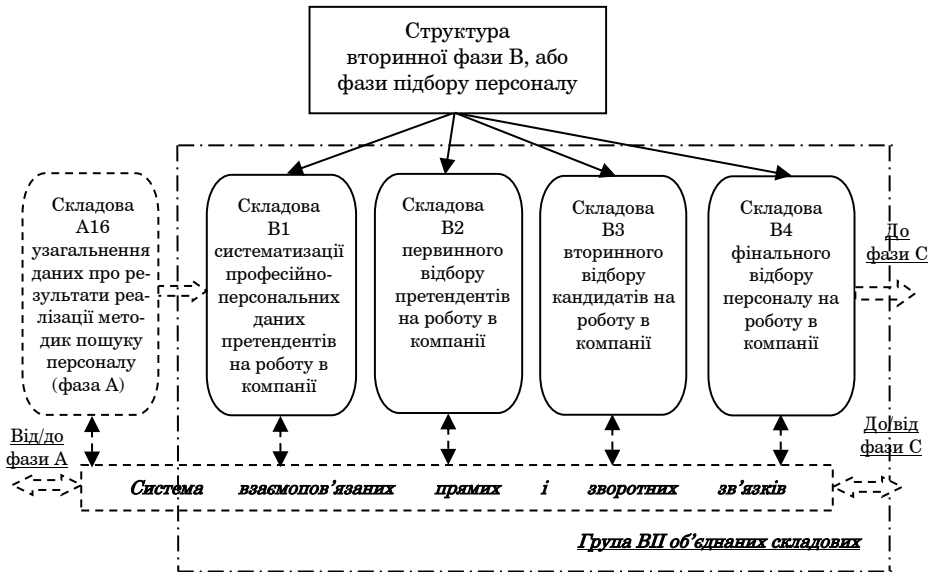 Структура
вторинної фази В, або
фази підбору персоналу
Складова
А16
узагальнення
даних про ре-
зультати реа-
лізації мето-
дик пошуку
персоналу
(фаза А)
Складова
В1
систематизації
професійно-
персональних
даних
претендентів
на роботу в
компанії
Складова
В2
первинного
відбору
претендентів
на роботу в
компанії
Складова
В3
вторинного
відбору
кандидатів на
роботу в
компанії
Складова
В4
фінального
відбору
персоналу на
роботу в
компанії
До
фази С
Від/до
фази А
До/від
фази С
Система взаємопов’язаних прямих і зворотних зв’язків
Група ВП об’єднаних складових